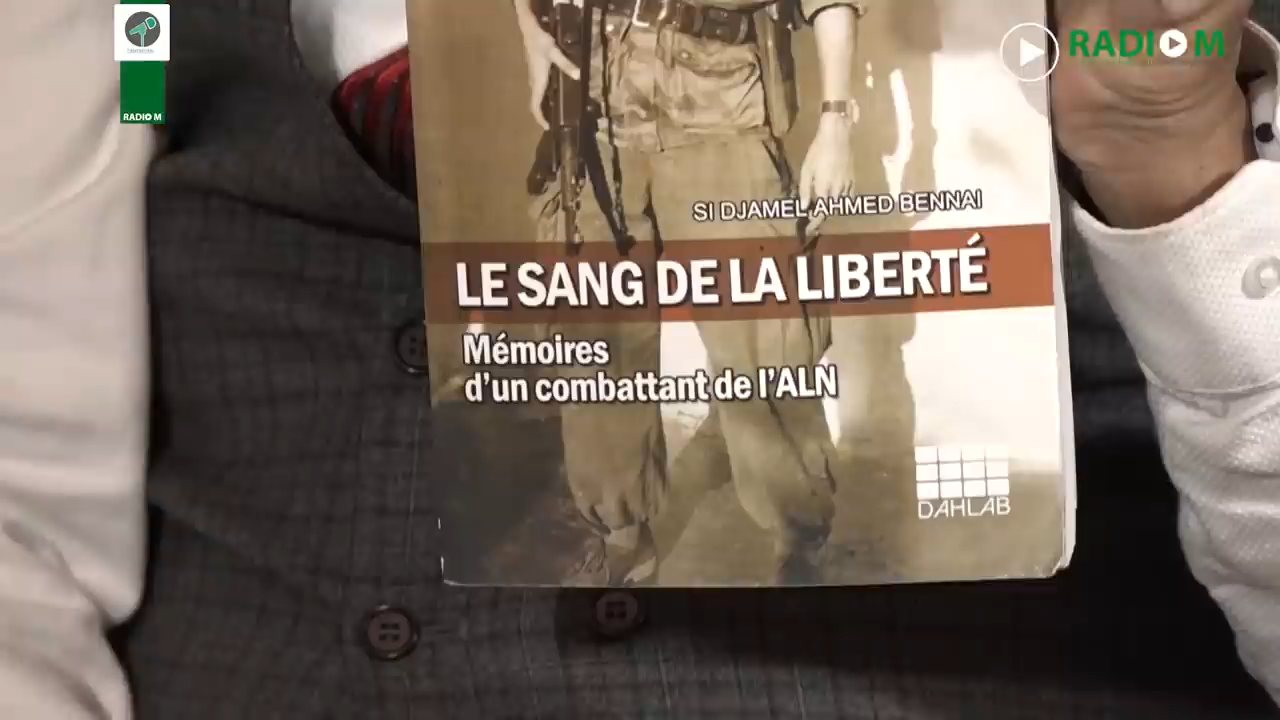 RADIO M
RADIO M
SI DJAMEL AHMED BENNAI
LE SANG DE LA LIBERTÉ
Mémoires
d'un combattant de l'ALN
DAHLAB